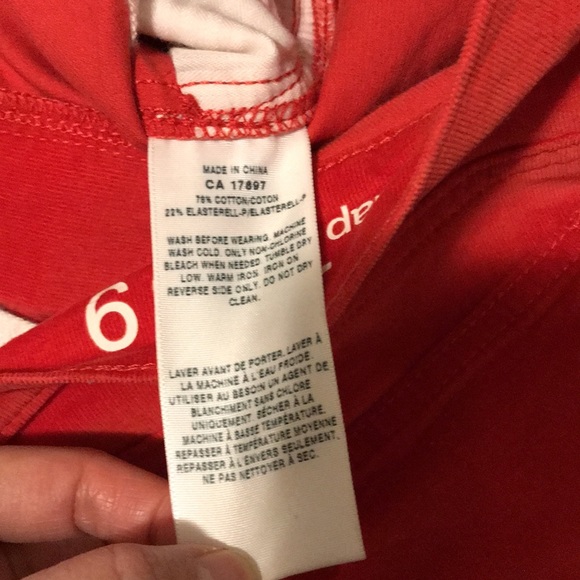 MADE IN CHINA
CA 17897
78% COTTON/COTON
22% ELASTERELL-P/ELASTERELL-P
WASH BEFORE WEARING. MACHINE
WASH COLD. ONLY NON-CHLORINE
BLEACH WHEN NEEDED. TUMBLE DRY
LOW. WARM IRON. IRON ON
REVERSE SIDE ONLY. DO NOT DRY
CLEAN.
LAVER AVANT DE PORTER. LAVER À
LA MACHINE À L'EAU FROIDE.
UTILISER AU BESOIN UN AGENT DE
BLANCHIMENT SANS CHLORE
UNIQUEMENT. SÉCHER À LA
MACHINE À BASSE TEMPÉRATURE.
REPASSER À TEMPÉRATURE MOYENNE
REPASSER À L'ENVERS SEULEMENT.
NE PAS NETTOYER À SEC.
6
ap